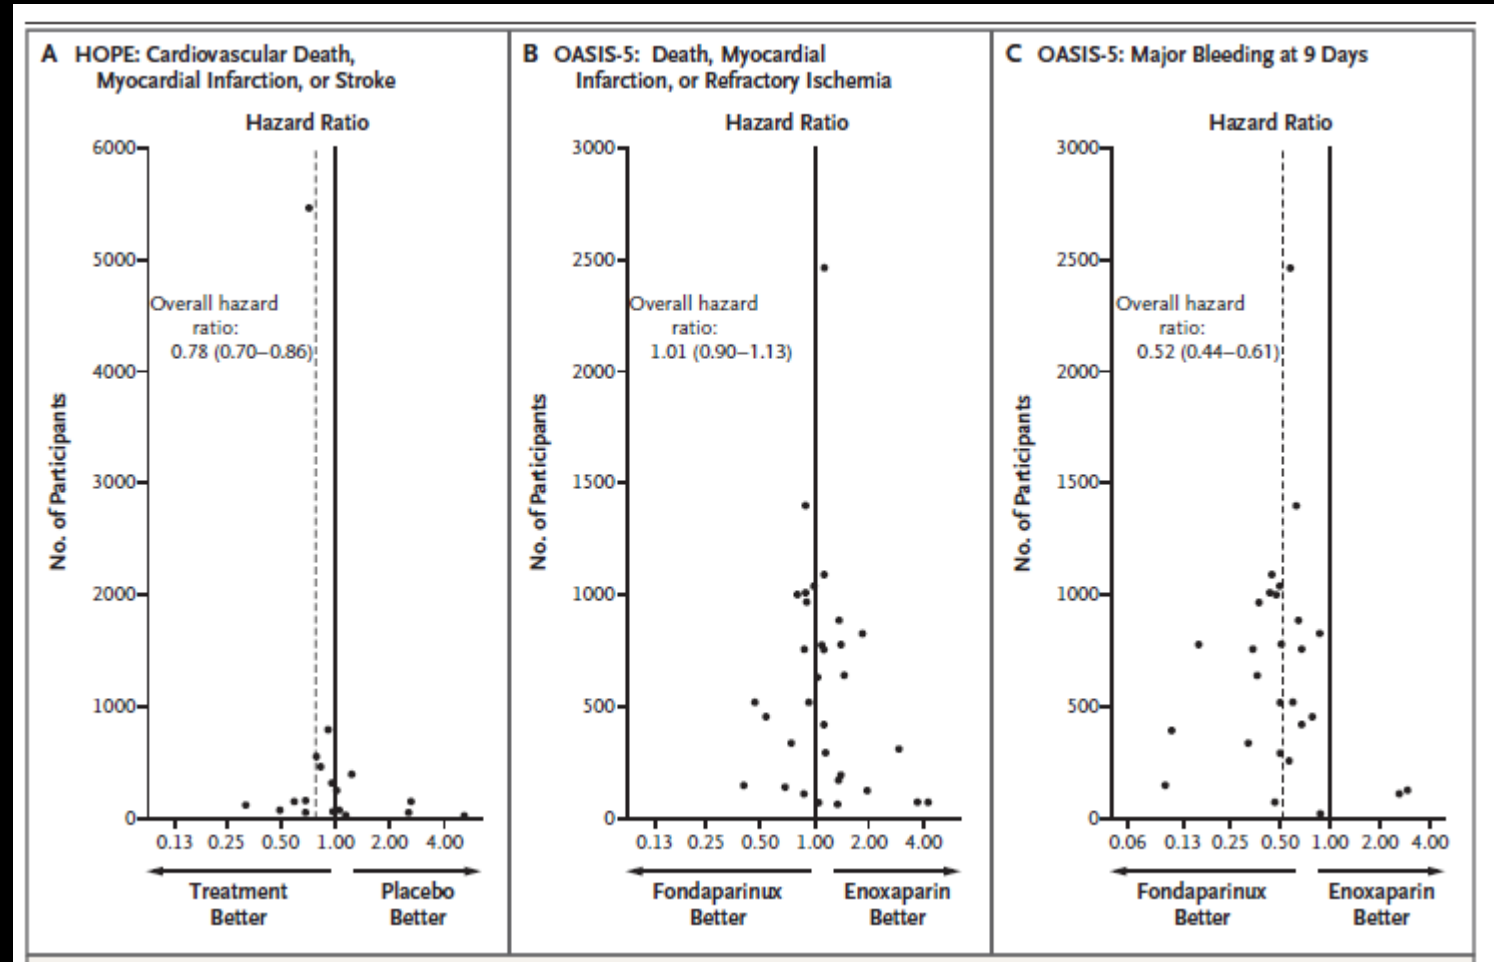 A HOPE: Cardiovascular Death,
Myocardial Infarction, or Stroke
Hazard Ratio
6000
5000
4000
3000
2000
1000
0
No. of Participants
Overall hazard
ratio:
0.78 (0.70–0.86)
0.13 0.25 0.50 1.00 2.00 4.00
Treatment
Better
Placebo
Better
B OASIS-5: Death, Myocardial
Infarction, or Refractory Ischemia
Hazard Ratio
3000
2500
2000
1500
1000
500
0
No. of Participants
Overall hazard
ratio:
1.01 (0.90–1.13)
0.13 0.25 0.50 1.00 2.00 4.00
Fondaparinux
Better
Enoxaparin
Better
C OASIS-5: Major Bleeding at 9 Days
Hazard Ratio
3000
2500
2000
1500
1000
500
0
No. of Participants
Overall hazard
ratio:
0.52 (0.44–0.61)
0.06 0.13 0.25 0.50 1.00 2.00 4.00
Fondaparinux
Better
Enoxaparin
Better